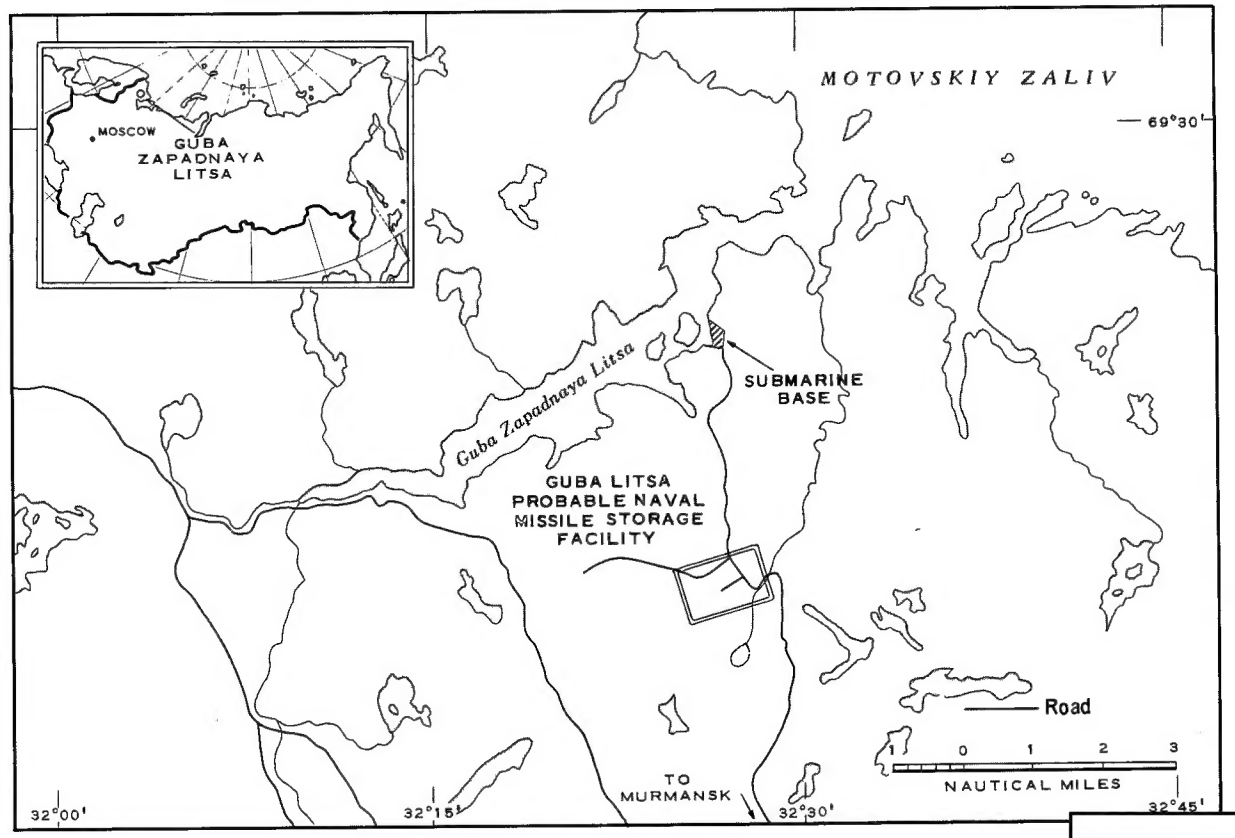 MOTOVSKIY ZALIV
69°30'
MOSCOW
GUBA
ZAPADNAYA
LITSA
Guba Zapadnaya Litsa
SUBMARINE
BASE
GUBA LITSA
PROBABLE NAVAL
MISSILE STORAGE
FACILITY
Road
1 0 1 2 3
NAUTICAL MILES
TO
MURMANSK
32°00' 32°15' 32°30' 32°45'